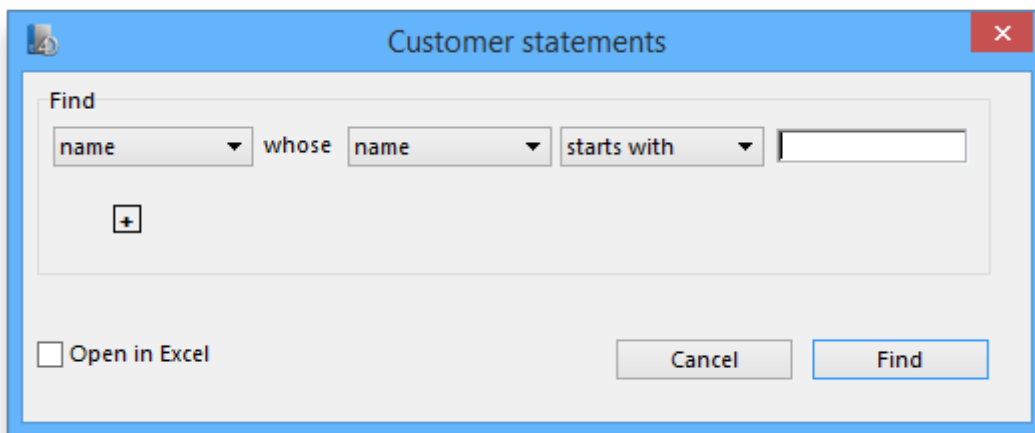 Customer statements
Find
name whose name starts with
+
Open in Excel Cancel Find